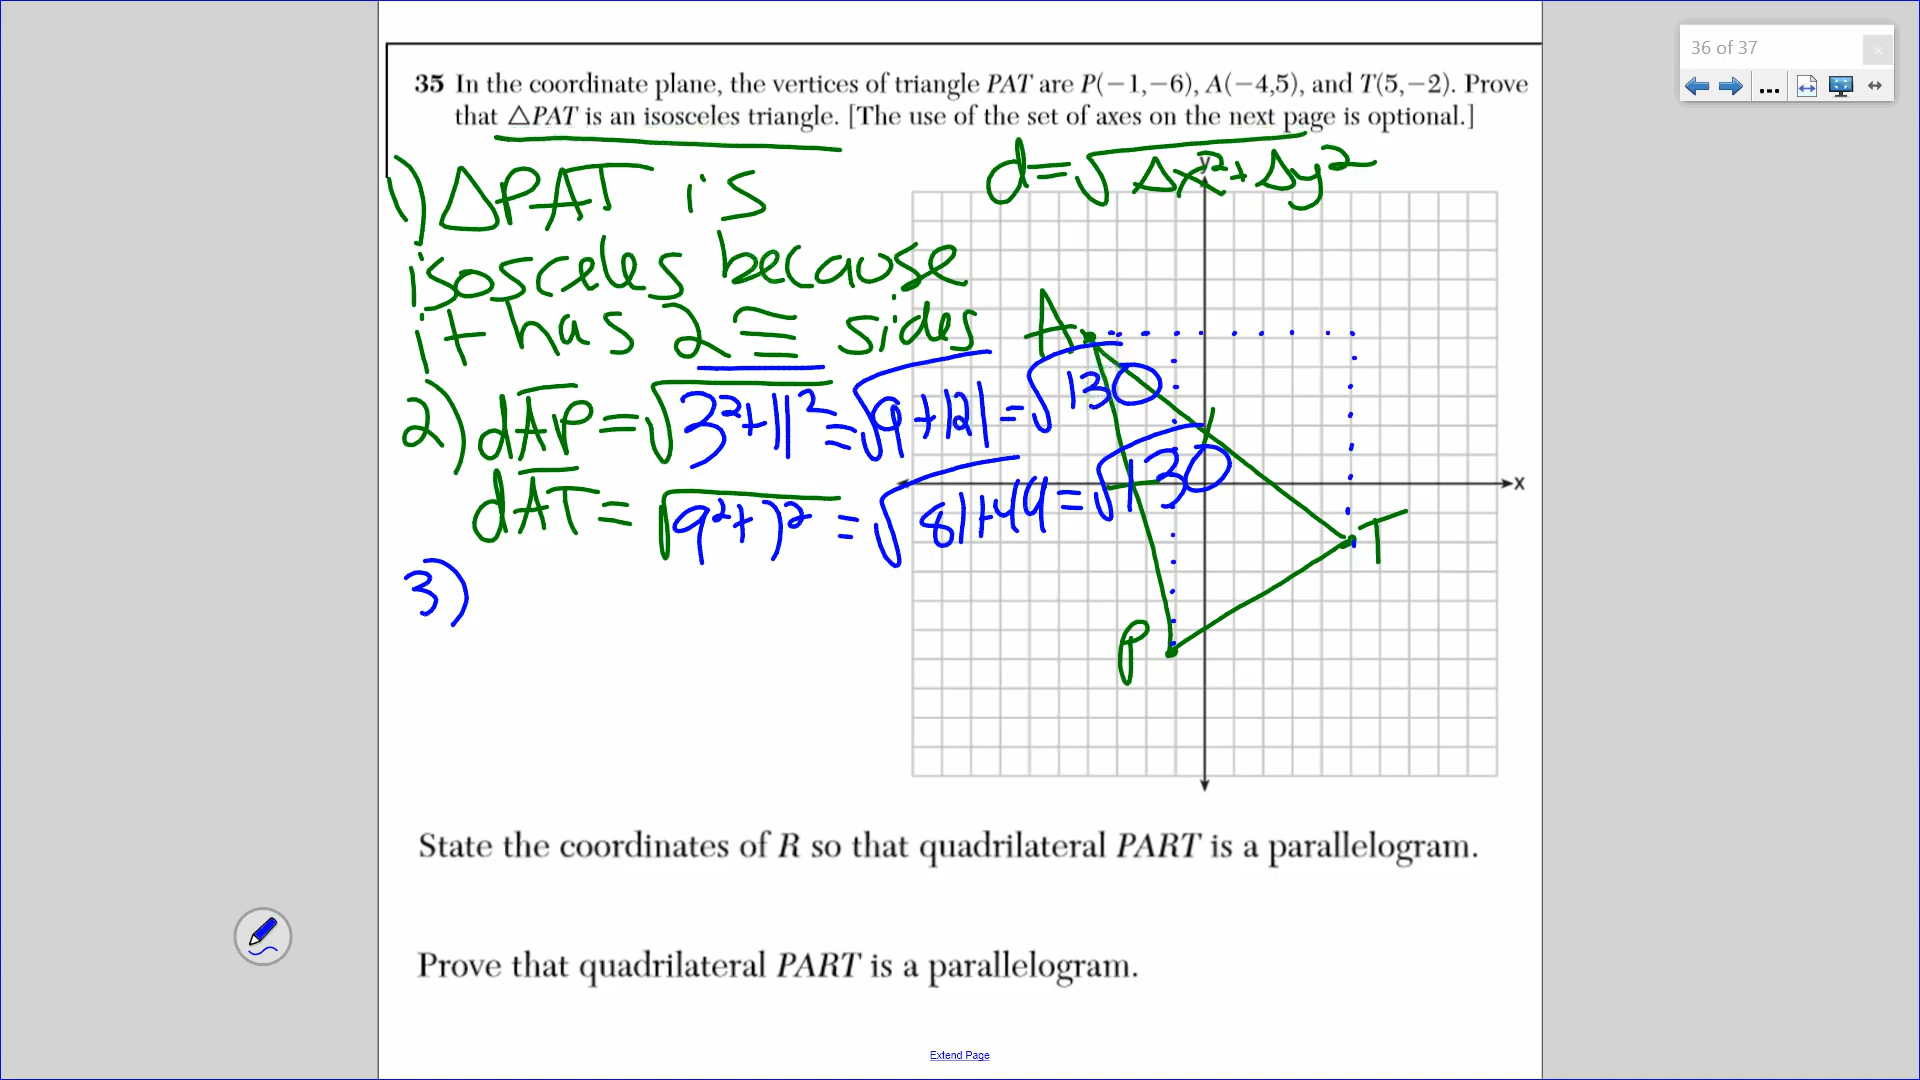 36 of 37
35 In the coordinate plane, the vertices of triangle PAT are P(−1,−6), A(−4,5), and T(5,−2). Prove
that △PAT is an isosceles triangle. [The use of the set of axes on the next page is optional.]
d=√Δx²+Δy²
y
1) △PAT is
isosceles because
it has 2 ≅ sides
A
2) dAP=√3²+11²=√9+121=√130
dAT=√9²+7²=√81+49=√130
x
T
3)
P
State the coordinates of R so that quadrilateral PART is a parallelogram.
Prove that quadrilateral PART is a parallelogram.
Extend Page